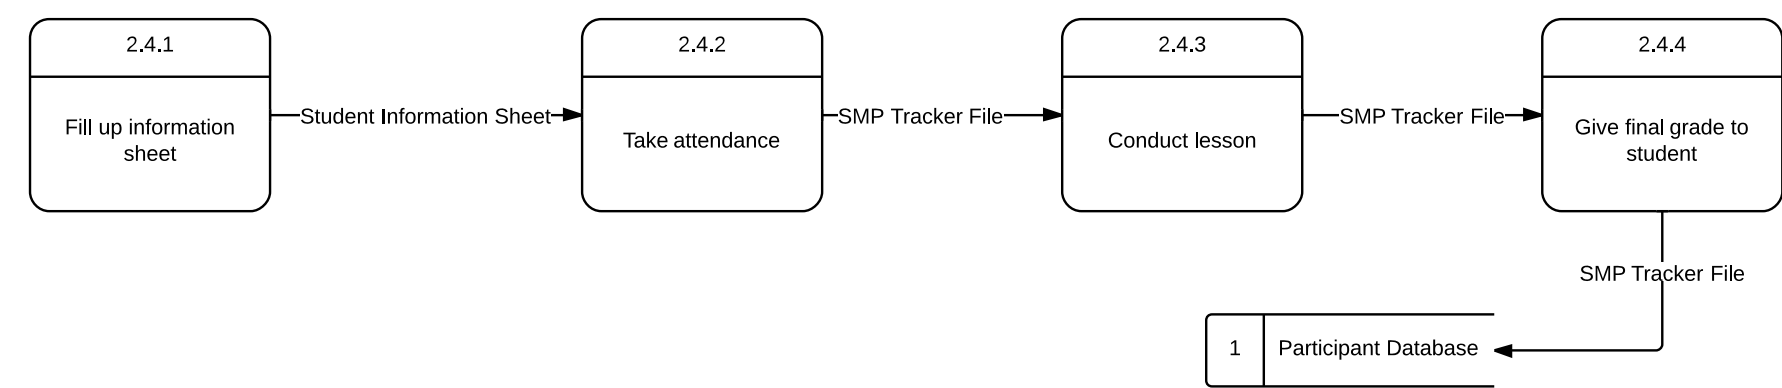 2.4.1
Fill up information
sheet
Student Information Sheet
2.4.2
Take attendance
SMP Tracker File
2.4.3
Conduct lesson
SMP Tracker File
2.4.4
Give final grade to
student
SMP Tracker File
1
Participant Database